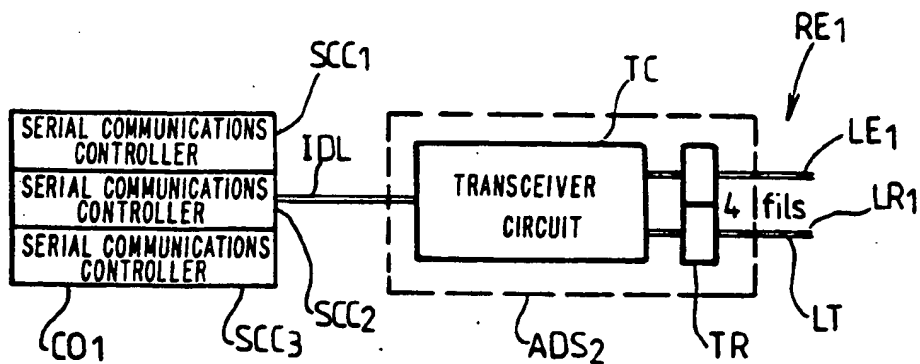 RE1
SCC1
TC
SERIAL COMMUNICATIONS
CONTROLLER
IDL
LE1
SERIAL COMMUNICATIONS
CONTROLLER
TRANSCEIVER
CIRCUIT
4 fils
LR1
SERIAL COMMUNICATIONS
CONTROLLER
CO1
SCC3
SCC2
ADS2
TR
LT